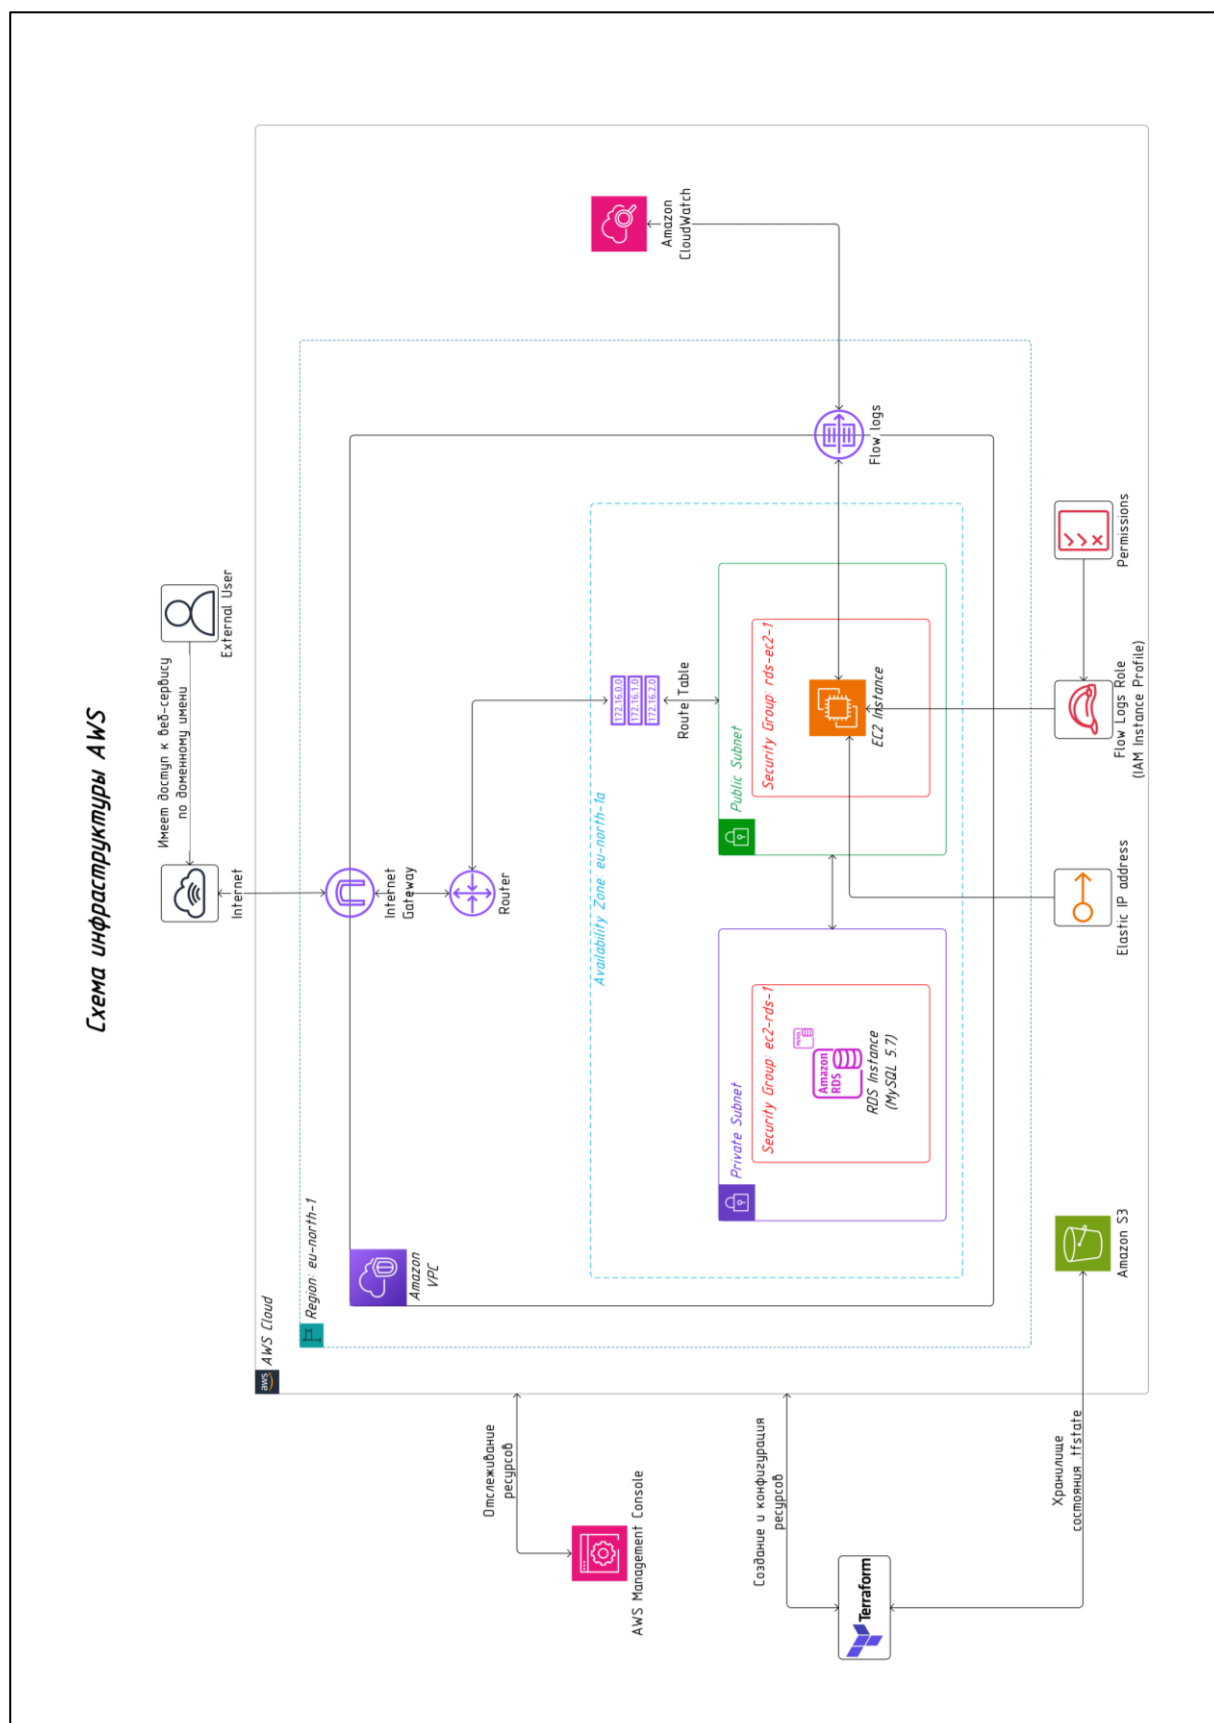 Схема инфраструктуры AWS
External User
Имеет доступ к веб-сервису
по доменному имени
Internet
aws
AWS Cloud
Region: eu-north-1
Amazon
VPC
Internet
Gateway
Router
Amazon
CloudWatch
Availability Zone: eu-north-1a
172.16.0.0
172.16.1.0
172.16.2.0
Route Table
Flow logs
Private Subnet
Security Group: ec2-rds-1
MySQL
Amazon
RDS
RDS Instance
(MySQL 5.7)
Public Subnet
Security Group: rds-ec2-1
EC2 Instance
Отслеживание
ресурсов
AWS Management Console
Создание и конфигурация
ресурсов
Terraform
Хранилище
состояния .tfstate
Amazon S3
Elastic IP address
Flow Logs Role
(IAM Instance Profile)
Permissions